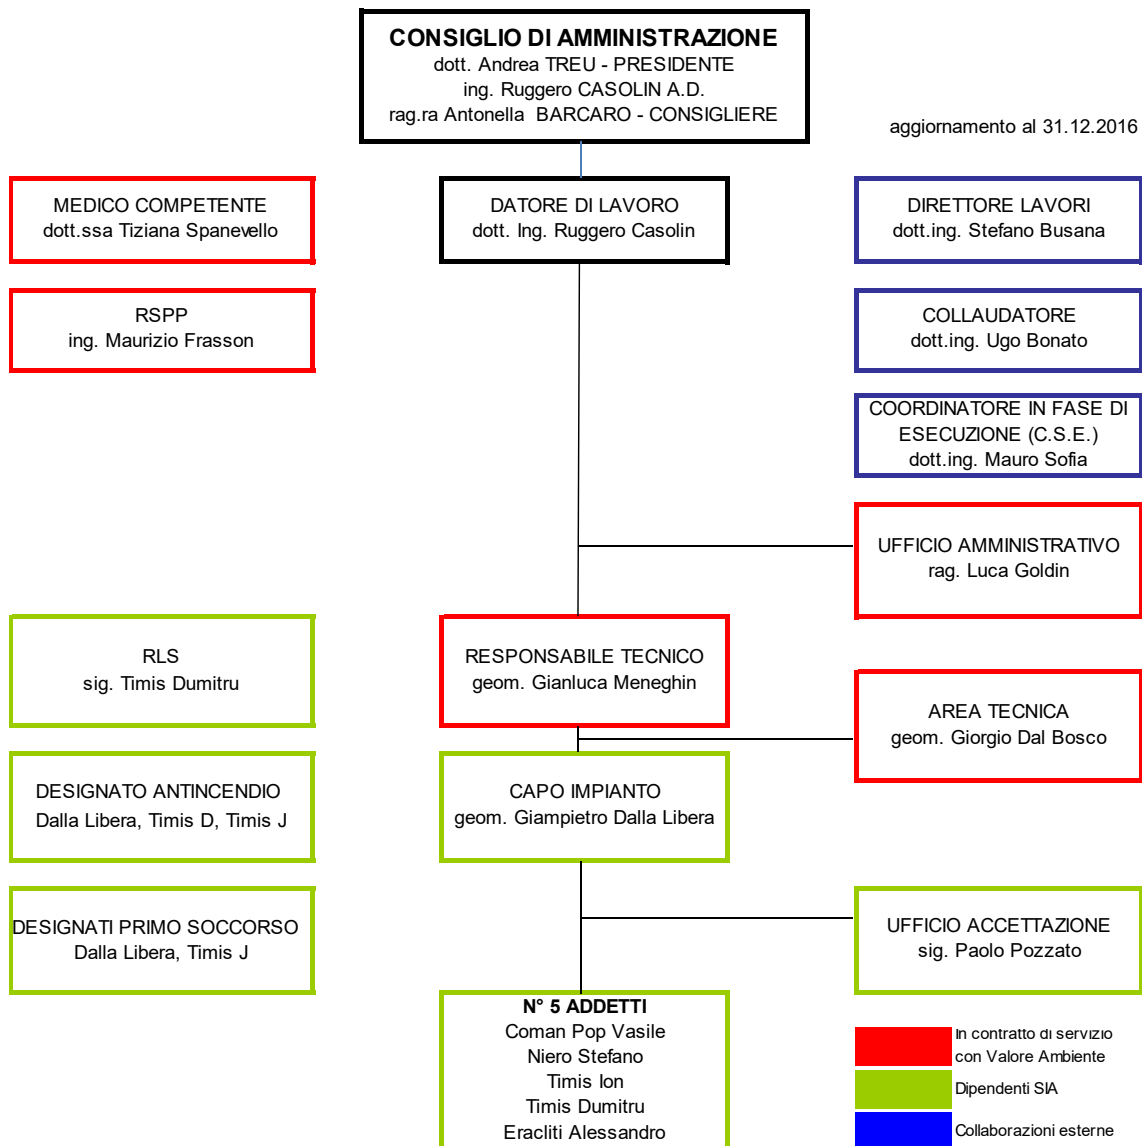 CONSIGLIO DI AMMINISTRAZIONE
dott. Andrea TREU - PRESIDENTE
ing. Ruggero CASOLIN A.D.
rag.ra Antonella BARCARO - CONSIGLIERE
aggiornamento al 31.12.2016
MEDICO COMPETENTE
dott.ssa Tiziana Spanevello
DATORE DI LAVORO
dott. Ing. Ruggero Casolin
DIRETTORE LAVORI
dott.ing. Stefano Busana
RSPP
ing. Maurizio Frasson
COLLAUDATORE
dott.ing. Ugo Bonato
COORDINATORE IN FASE DI
ESECUZIONE (C.S.E.)
dott.ing. Mauro Sofia
UFFICIO AMMINISTRATIVO
rag. Luca Goldin
RLS
sig. Timis Dumitru
RESPONSABILE TECNICO
geom. Gianluca Meneghin
AREA TECNICA
geom. Giorgio Dal Bosco
DESIGNATO ANTINCENDIO
Dalla Libera, Timis D, Timis J
CAPO IMPIANTO
geom. Giampietro Dalla Libera
DESIGNATI PRIMO SOCCORSO
Dalla Libera, Timis J
UFFICIO ACCETTAZIONE
sig. Paolo Pozzato
N° 5 ADDETTI
Coman Pop Vasile
Niero Stefano
Timis Ion
Timis Dumitru
Eracliti Alessandro
In contratto di servizio
con Valore Ambiente
Dipendenti SIA
Collaborazioni esterne